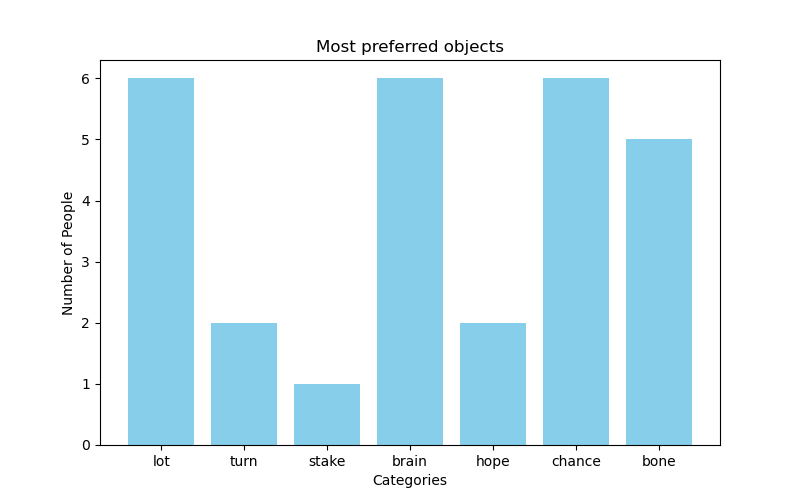 Most preferred objects
6
5
4
3
2
1
0
Number of People
lot turn stake brain hope chance bone
Categories